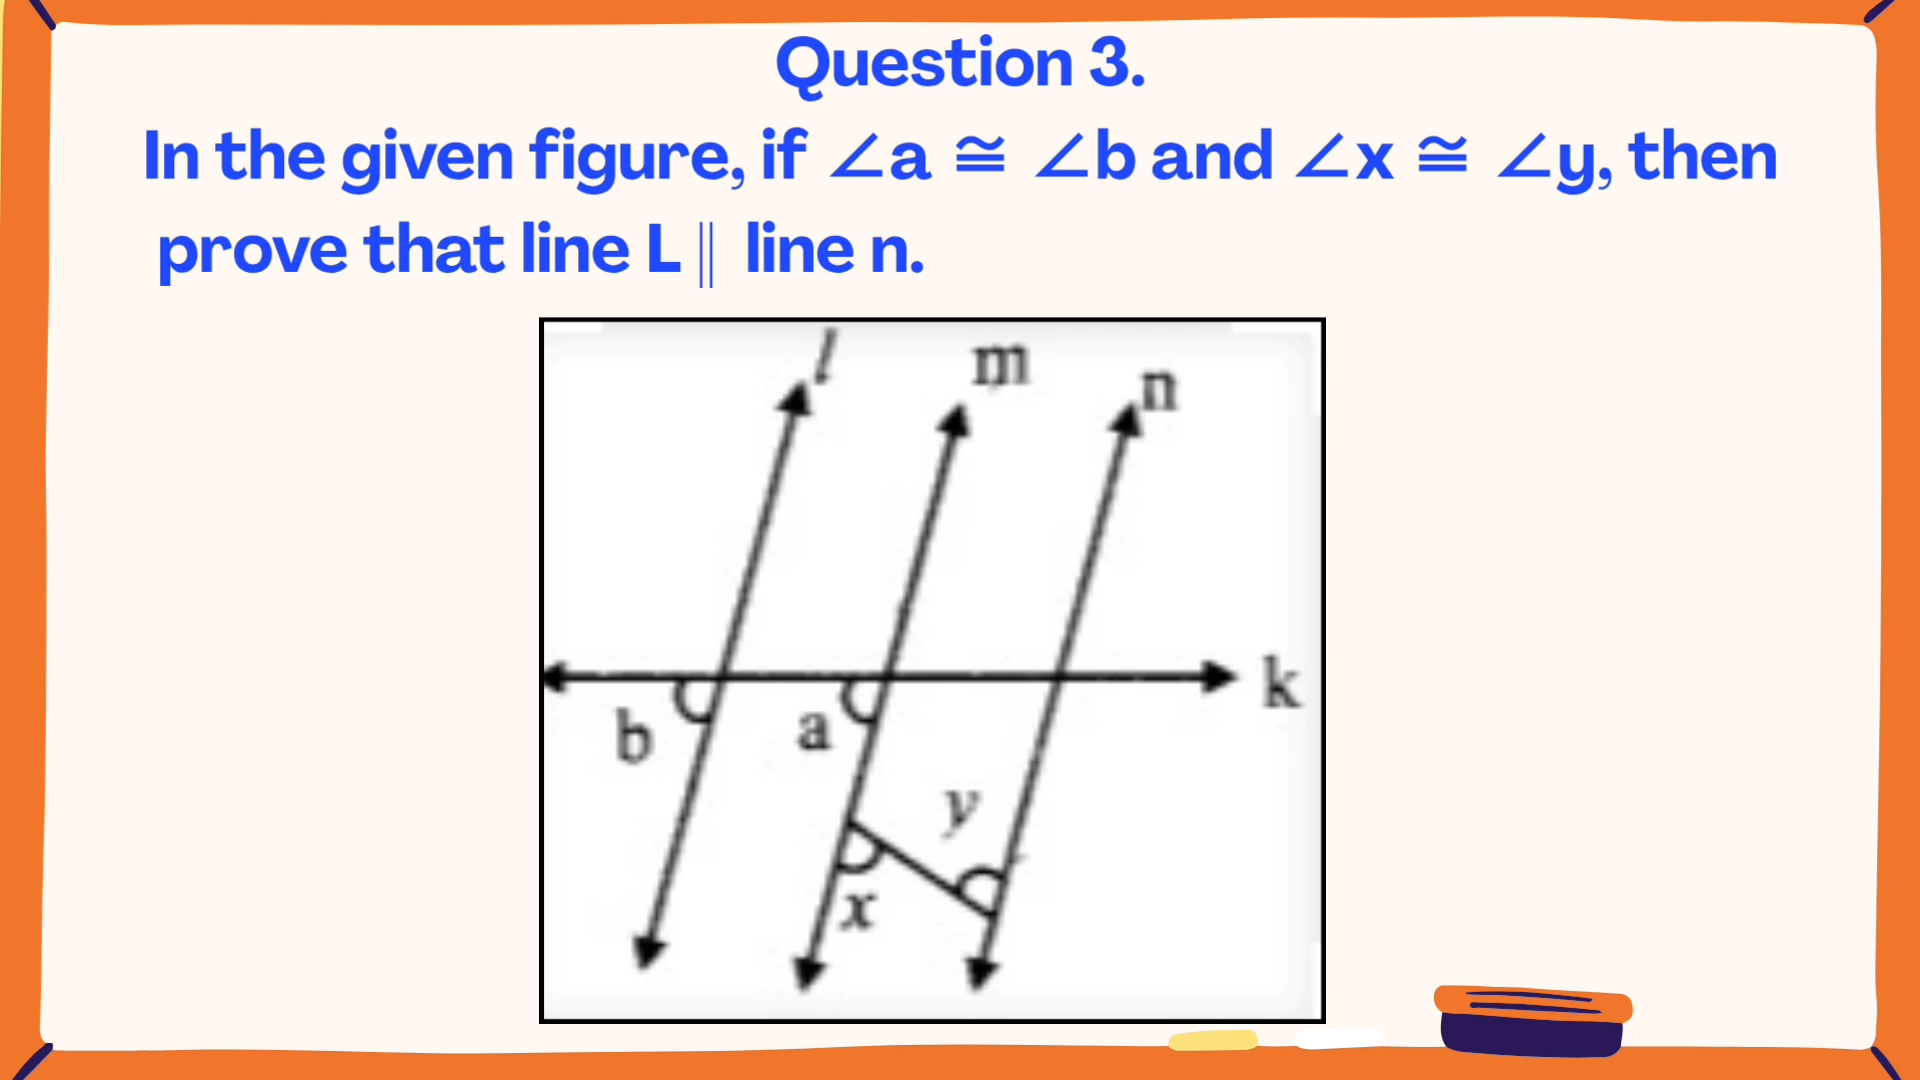 Question 3.
In the given figure, if ∠a ≅ ∠b and ∠x ≅ ∠y, then
prove that line L || line n.
l
m
n
k
b
a
y
x